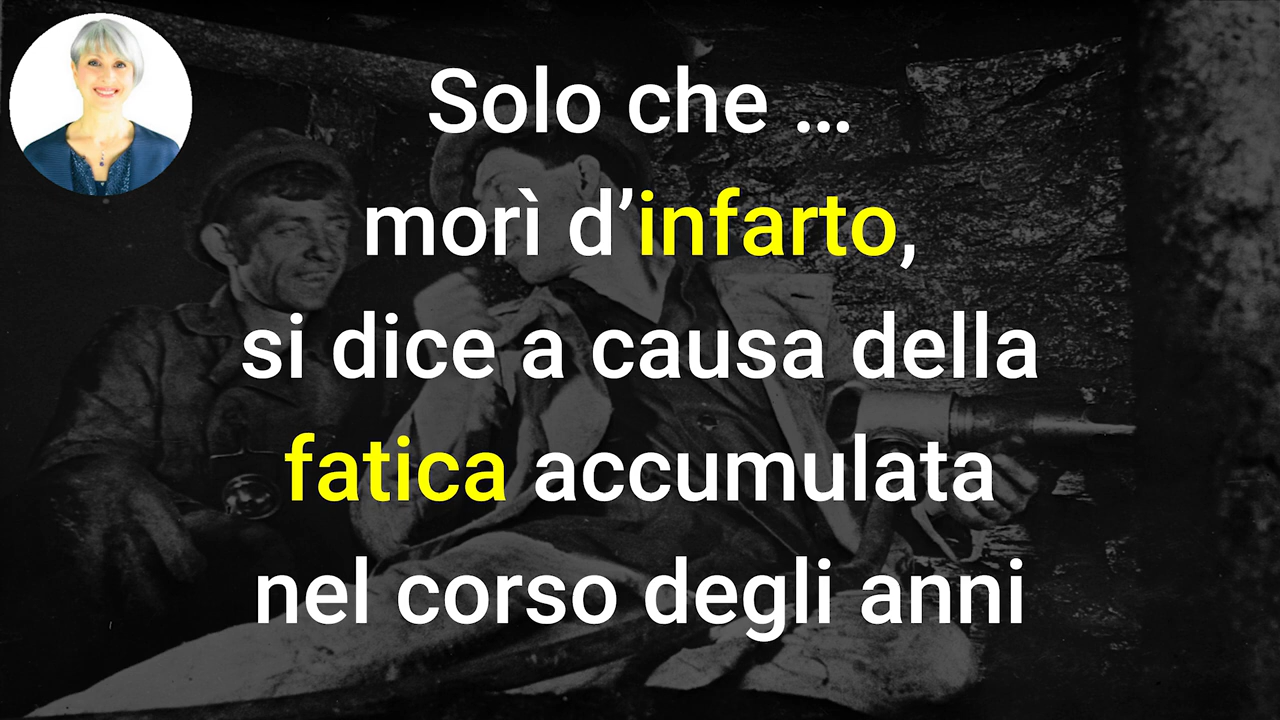 Solo che ...
morì d’infarto,
si dice a causa della
fatica accumulata
nel corso degli anni